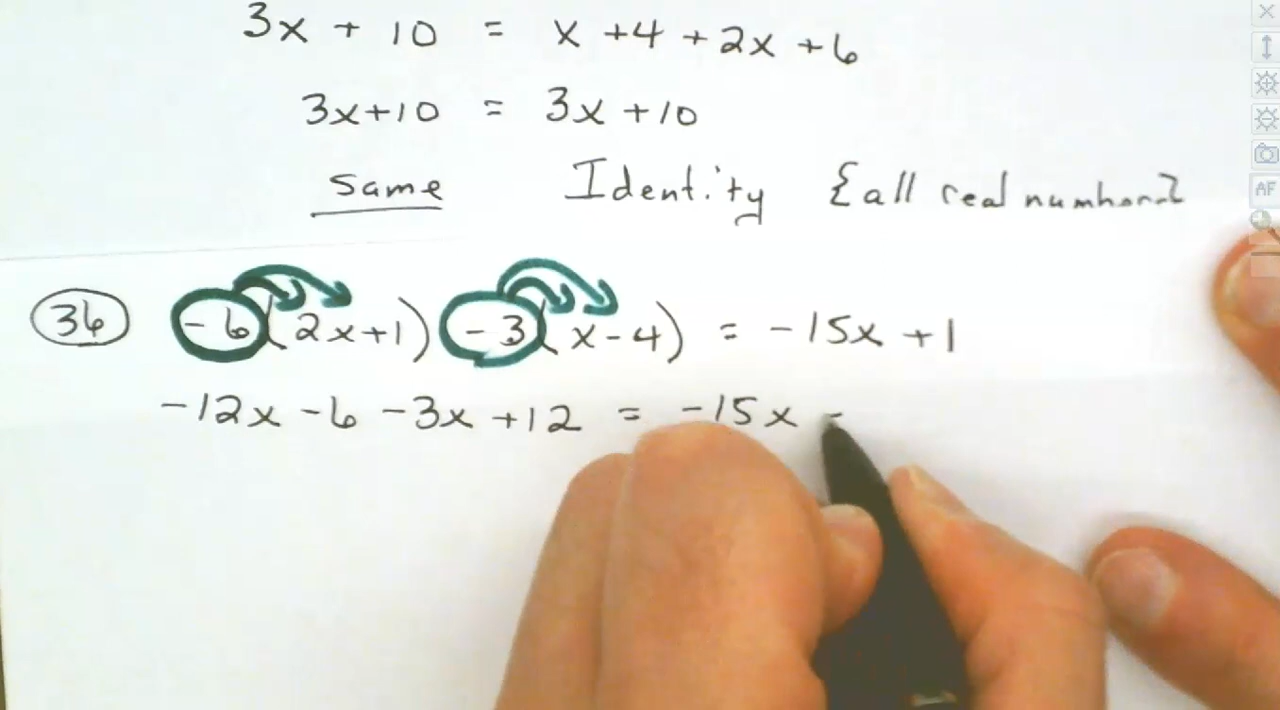 3x + 10 = x + 4 + 2x + 6
3x + 10 = 3x + 10
Same Identity {all real numbers}
36 -6(2x+1) -3(x-4) = -15x + 1
-12x - 6 - 3x + 12 = -15x -
AF